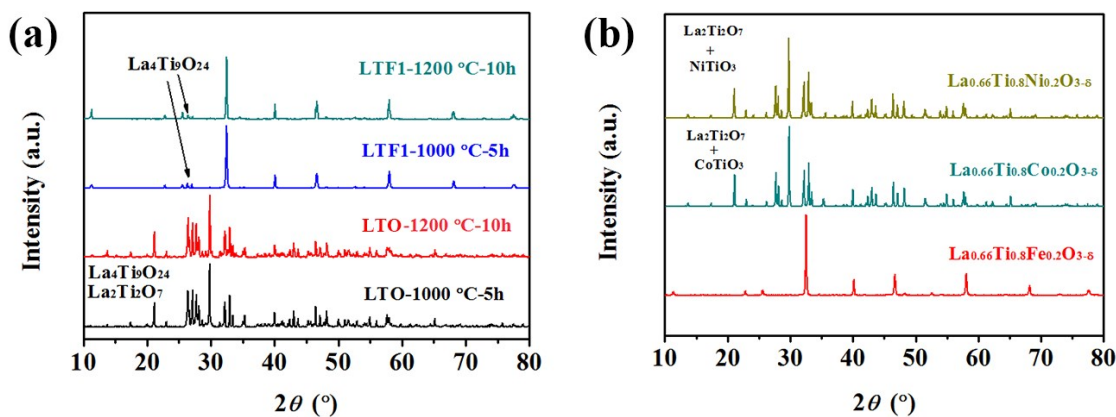 (a)
Intensity (a.u.)
La4Ti9O24
LTF1-1200 °C-10h
LTF1-1000 °C-5h
LTO-1200 °C-10h
La4Ti9O24
La2Ti2O7
LTO-1000 °C-5h
10 20 30 40 50 60 70 80
2θ (°)
(b)
Intensity (a.u.)
La2Ti2O7
+
NiTiO3
La0.66Ti0.8Ni0.2O3-δ
La2Ti2O7
+
CoTiO3
La0.66Ti0.8Co0.2O3-δ
La0.66Ti0.8Fe0.2O3-δ
10 20 30 40 50 60 70 80
2θ (°)